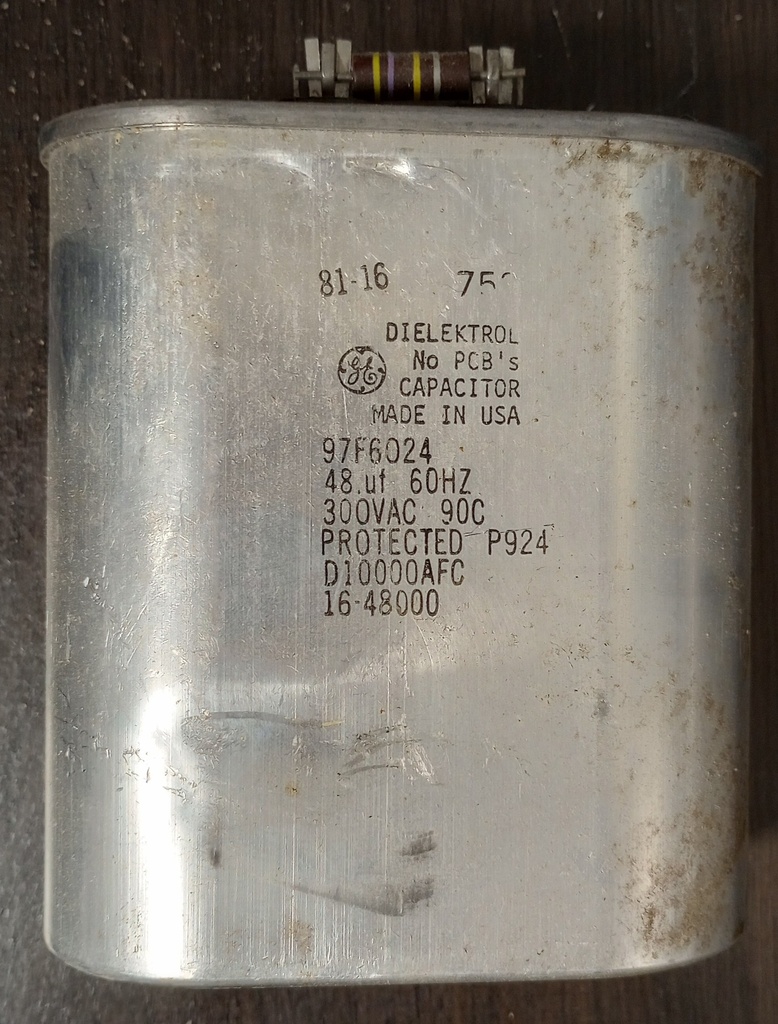 81-16
DIELEKTROL
GE No PCB's
CAPACITOR
MADE IN USA
97F6024
48.uf 60HZ
300VAC 90C
PROTECTED P924
D10000AFC
16-48000